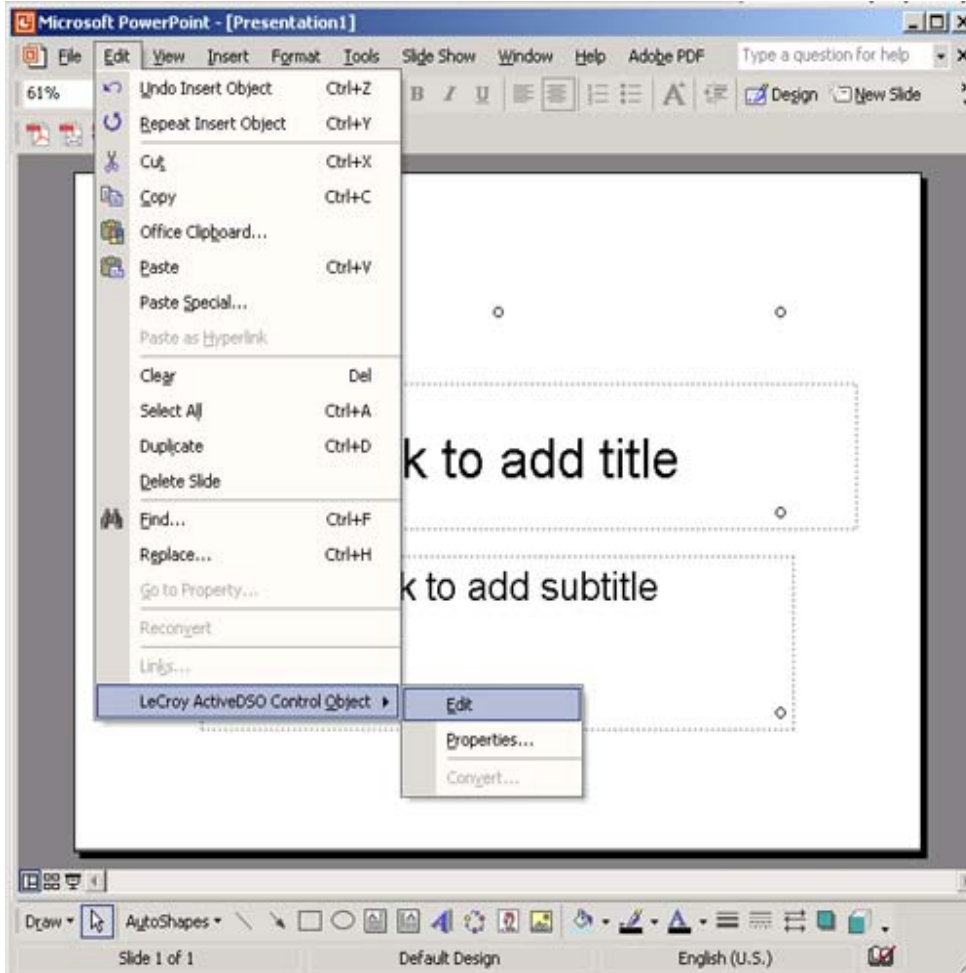 Microsoft PowerPoint - [Presentation1]
File Edit View Insert Format Tools Slide Show Window Help Adobe PDF Type a question for help
61% B I U A Design New Slide
Undo Insert Object Ctrl+Z
Repeat Insert Object Ctrl+Y
Cut Ctrl+X
Copy Ctrl+C
Office Clipboard...
Paste Ctrl+V
Paste Special...
Paste as Hyperlink
Clear Del
Select All Ctrl+A
Duplicate Ctrl+D
Delete Slide
Find... Ctrl+F
Replace... Ctrl+H
Go to Property...
Reconvert
Links...
LeCroy ActiveDSO Control Object
Edit
Properties...
Convert...
k to add title
k to add subtitle
Draw AutoShapes
Slide 1 of 1 Default Design English (U.S.)